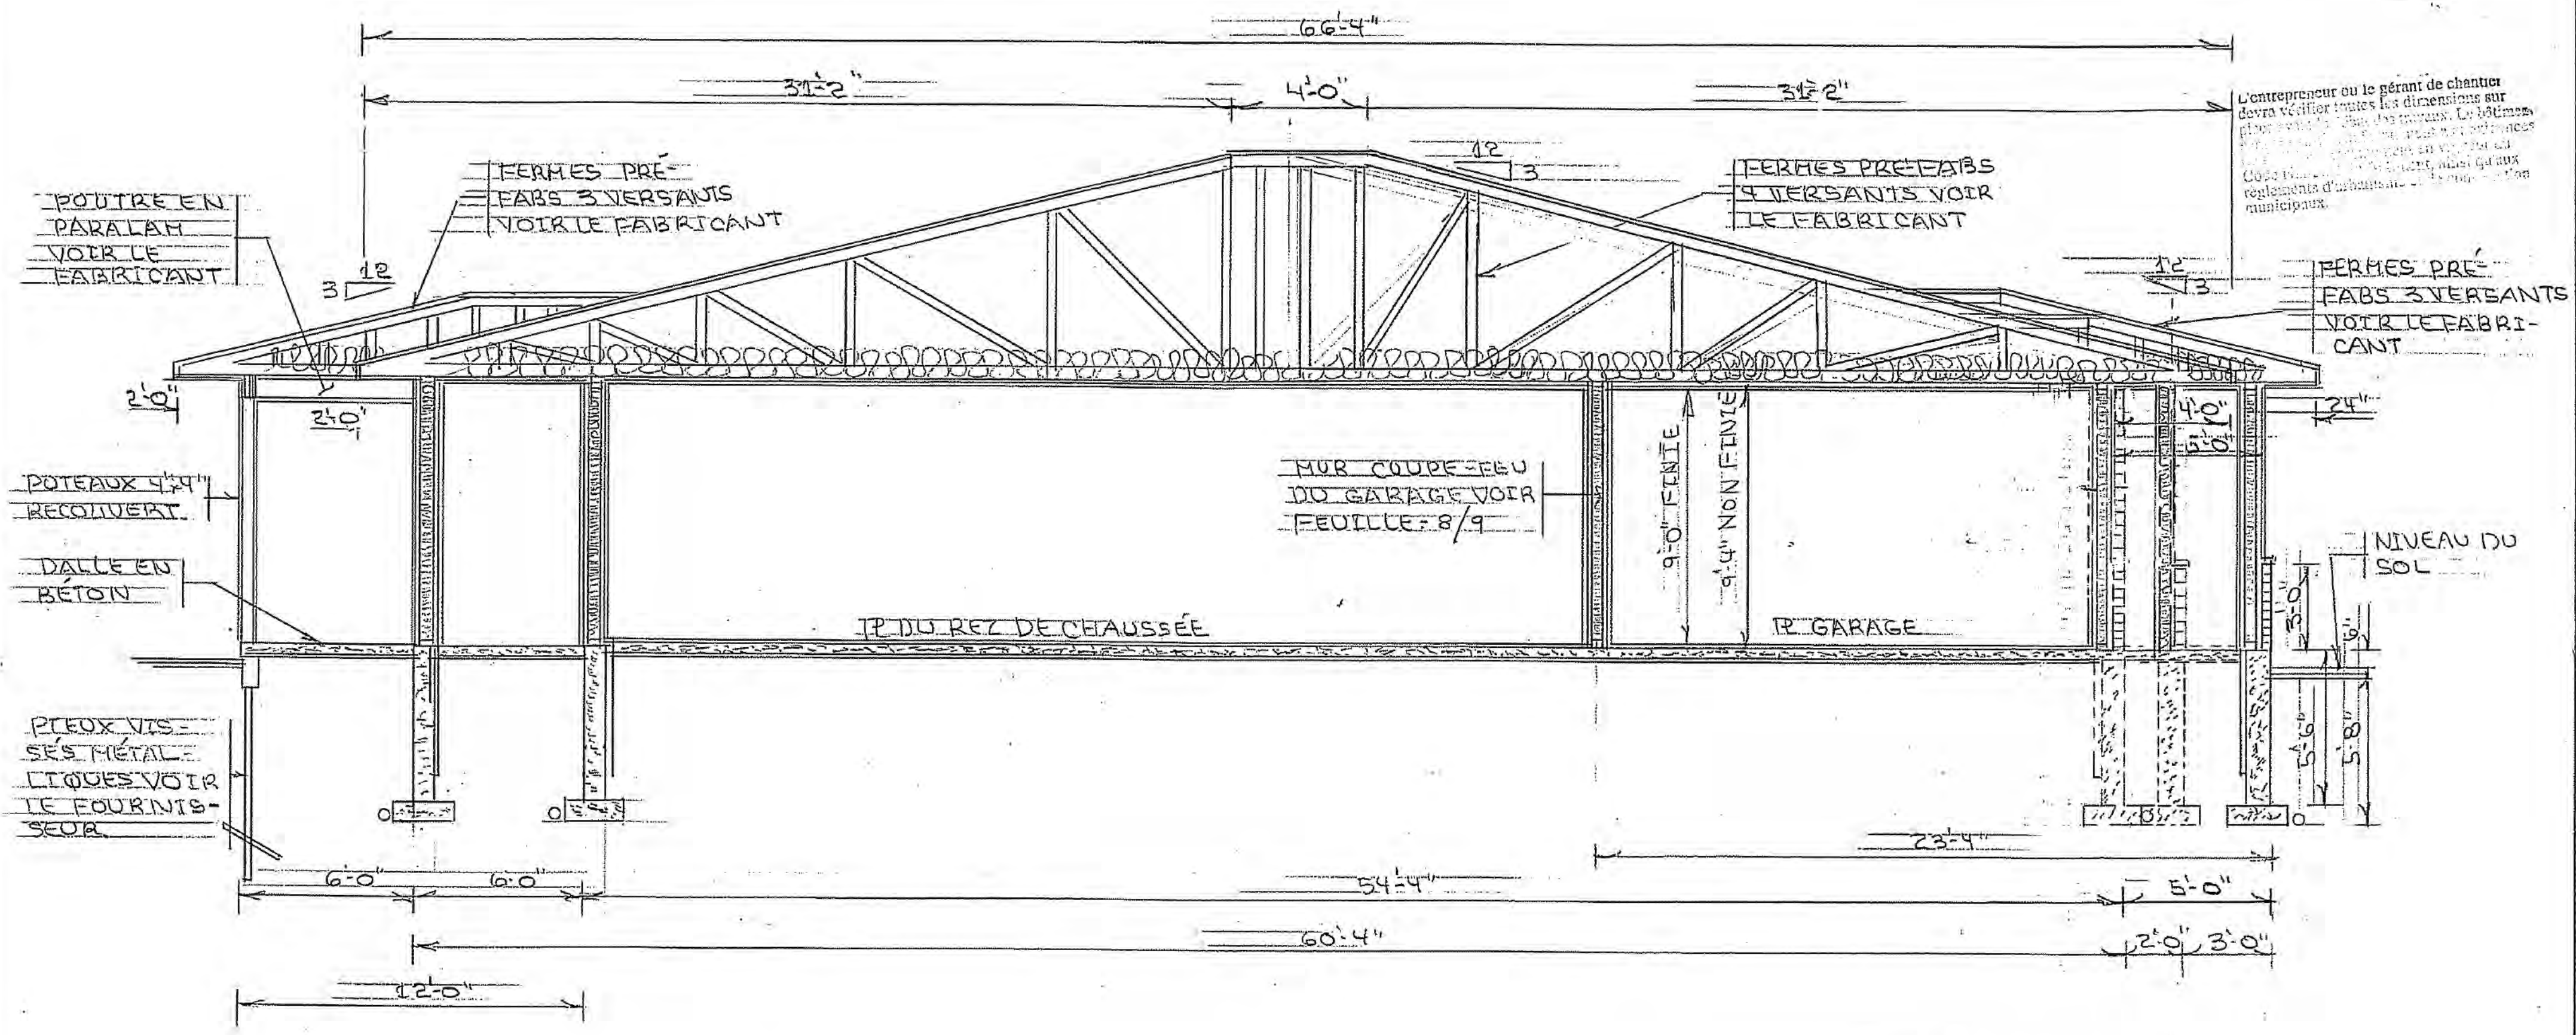 66'-4"
31'-2"
4'-0"
31'-2"
L'entrepreneur ou le gérant de chantier
devra vérifier toutes les dimensions sur
règlements d'urbanisme
municipaux.
POUTRE EN
PARALAM
VOIR LE
FABRICANT
FERMES PRÉ-
FABS 3 VERSANTS
VOIR LE FABRICANT
12
3
FERMES PRÉFABS
4 VERSANTS VOIR
LE FABRICANT
12
3
12
3
FERMES PRÉ-
FABS 3 VERSANTS
VOIR LE FABRI-
CANT
2'-0"
2'-0"
4'-0"
5'-0"
24"
POTEAUX 4"x4"
RECOUVERT.
MUR COUPE-FEU
DU GARAGE VOIR
FEUILLE-8/9
9'-0" FINIE
9'-4" NON FINIE
NIVEAU DU
SOL
DALLE EN
BÉTON
3'-0"
6"
PL DU REZ DE CHAUSSÉE
PL GARAGE
PIEUX VIS-
SÉS MÉTAL-
LIQUES VOIR
LE FOURNIS-
SEUR
5'-6"
5'-8"
23'-4"
6'-0"
6'-0"
54'-4"
5'-0"
60'-4"
2'-0"
3'-0"
12'-0"